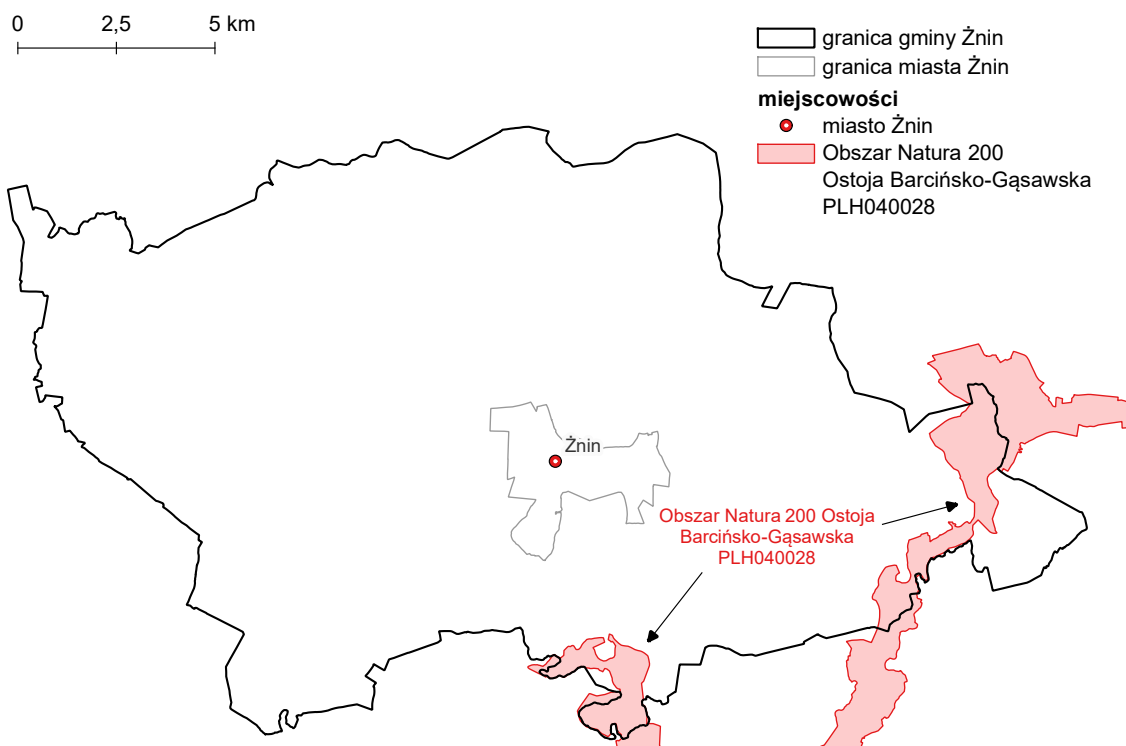 0 2,5 5 km
granica gminy Żnin
granica miasta Żnin
miejscowości
miasto Żnin
Obszar Natura 200
Ostoja Barcińsko-Gąsawska
PLH040028
Żnin
Obszar Natura 200 Ostoja
Barcińsko-Gąsawska
PLH040028